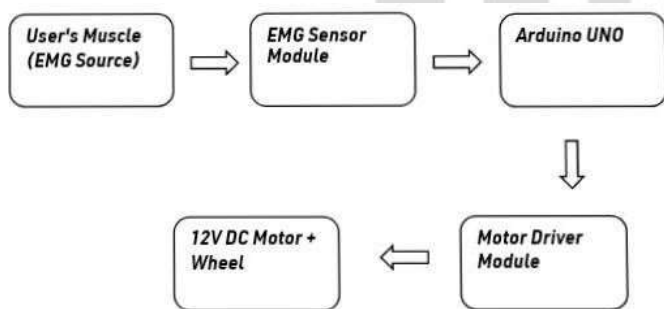 User's Muscle
(EMG Source)
EMG Sensor
Module
Arduino UNO
12V DC Motor +
Wheel
Motor Driver
Module